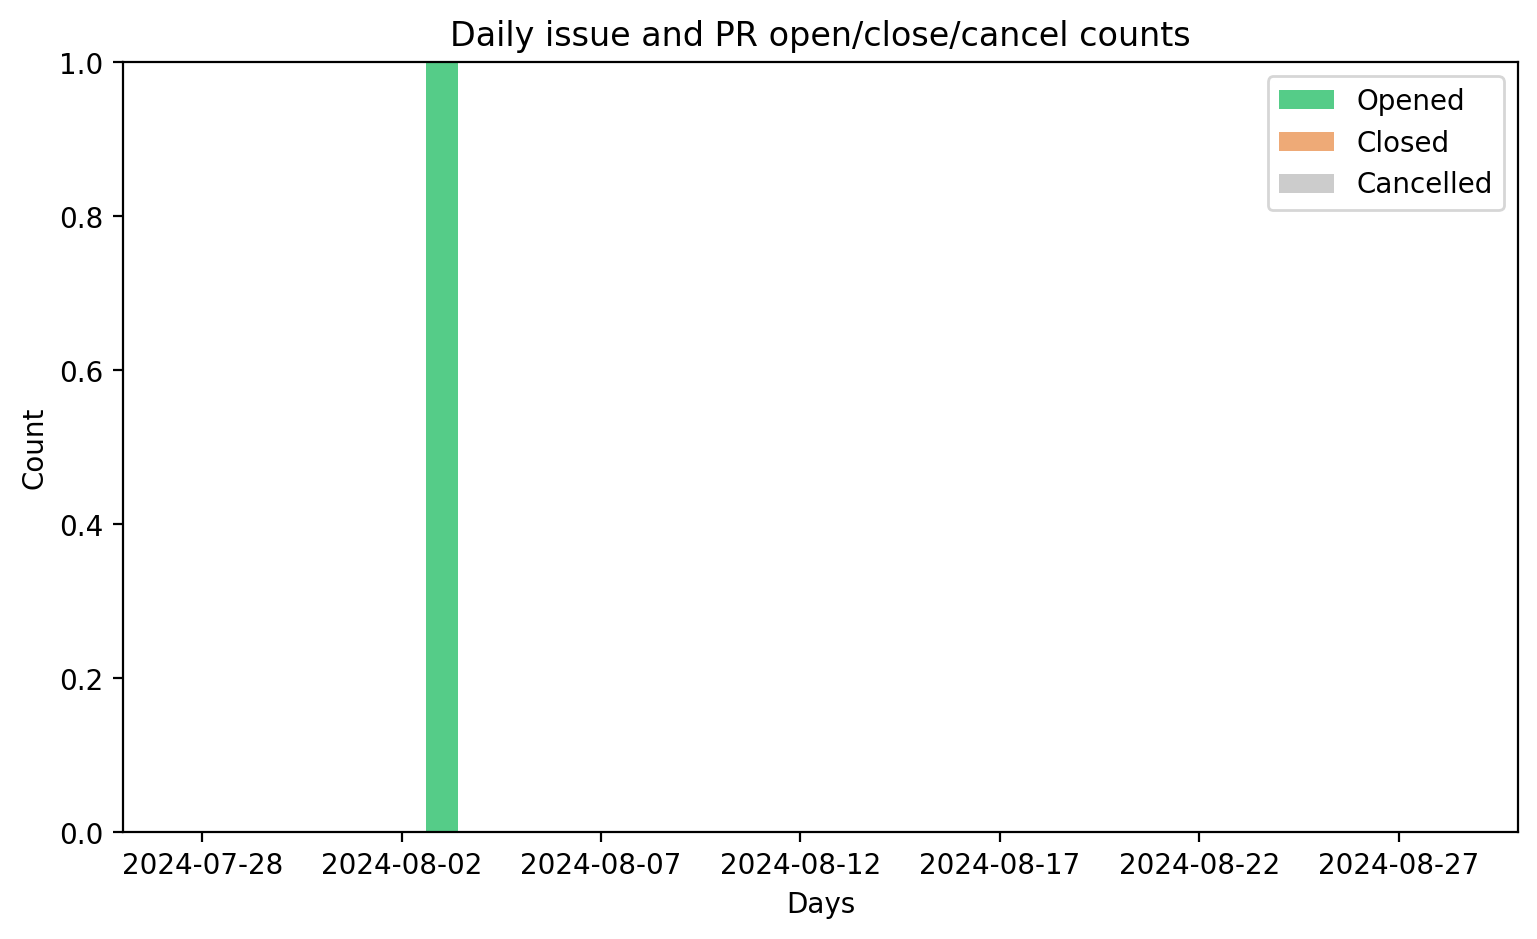 Daily issue and PR open/close/cancel counts
1.0
0.8
0.6
0.4
0.2
0.0
Count
Opened
Closed
Cancelled
2024-07-28 2024-08-02 2024-08-07 2024-08-12 2024-08-17 2024-08-22 2024-08-27
Days